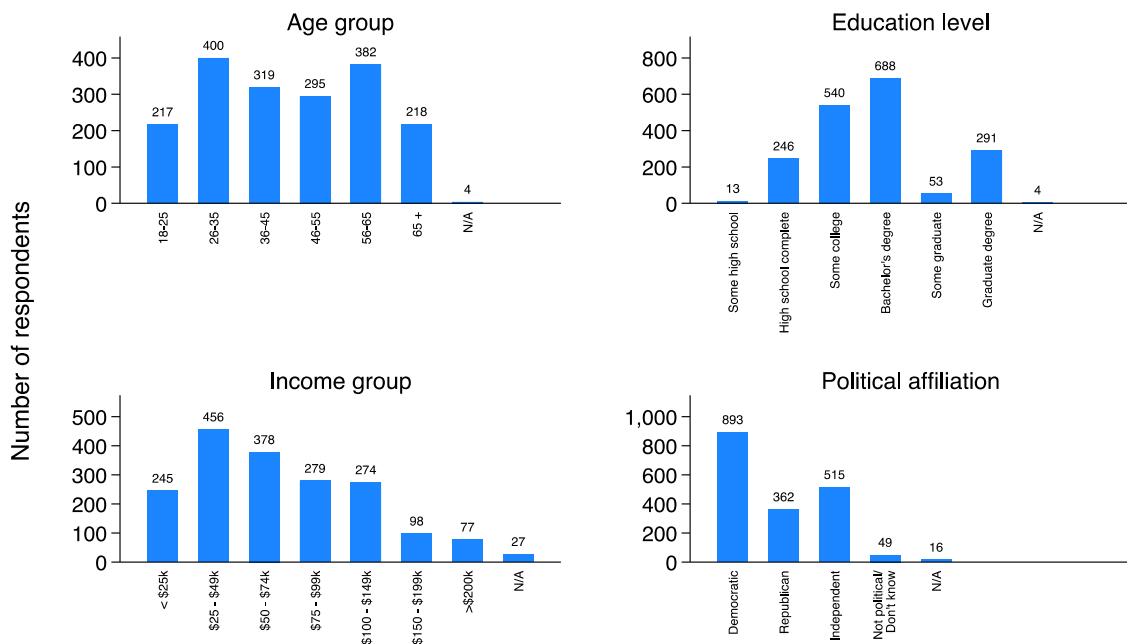 Number of respondents
Age group
400
300
200
100
0
217
400
319
295
382
218
4
18-25
26-35
36-45
46-55
56-65
65 +
N/A
Education level
800
600
400
200
0
13
246
540
688
53
291
4
Some high school
High school complete
Some college
Bachelor's degree
Some graduate
Graduate degree
N/A
Income group
500
400
300
200
100
0
245
456
378
279
274
98
77
27
< $25k
$25 - $49k
$50 - $74k
$75 - $99k
$100 - $149k
$150 - $199k
>$200k
N/A
Political affiliation
1,000
800
600
400
200
0
893
362
515
49
16
Democratic
Republican
Independent
Not political/
Don't know
N/A